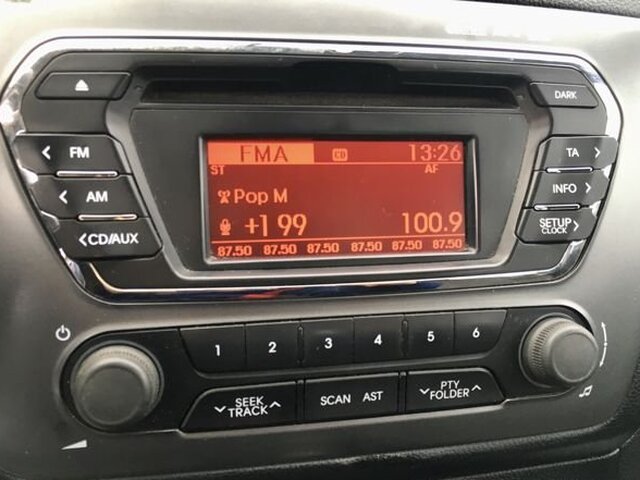 DARK
FM
AM
CD/AUX
TA
INFO
SETUP
CLOCK
FMA CD 13:26
ST AF
Pop M
+199 100.9
87.50 87.50 87.50 87.50 87.50 87.50
1 2 3 4 5 6
SEEK
TRACK
SCAN AST
PTY
FOLDER